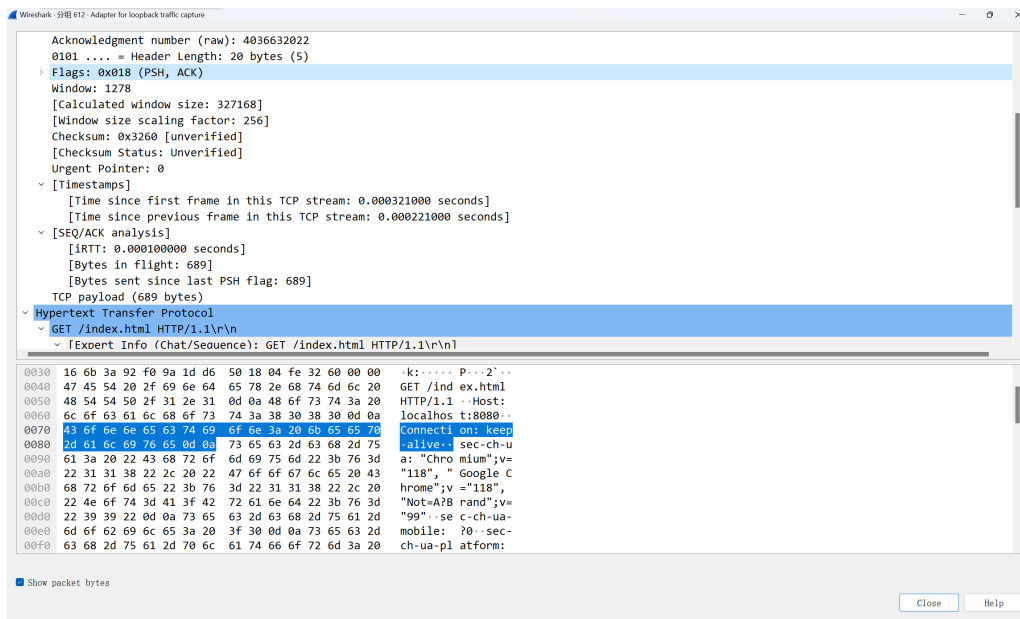 Wireshark · 分组 612 · Adapter for loopback traffic capture
Acknowledgment number (raw): 4036632022
0101 .... = Header Length: 20 bytes (5)
Flags: 0x018 (PSH, ACK)
Window: 1278
[Calculated window size: 327168]
[Window size scaling factor: 256]
Checksum: 0x3260 [unverified]
[Checksum Status: Unverified]
Urgent Pointer: 0
[Timestamps]
[Time since first frame in this TCP stream: 0.000321000 seconds]
[Time since previous frame in this TCP stream: 0.000221000 seconds]
[SEQ/ACK analysis]
[iRTT: 0.000100000 seconds]
[Bytes in flight: 689]
[Bytes sent since last PSH flag: 689]
TCP payload (689 bytes)
Hypertext Transfer Protocol
GET /index.html HTTP/1.1\r\n
[Expert Info (Chat/Sequence): GET /index.html HTTP/1.1\r\n]
0030 16 6b 3a 92 f0 9a 1d d6 50 18 04 fe 32 60 00 00 ·k:····· P···2`··
0040 47 45 54 20 2f 69 6e 64 65 78 2e 68 74 6d 6c 20 GET /ind ex.html
0050 48 54 54 50 2f 31 2e 31 0d 0a 48 6f 73 74 3a 20 HTTP/1.1 ··Host:
0060 6c 6f 63 61 6c 68 6f 73 74 3a 38 30 38 30 0d 0a localhos t:8080··
0070 43 6f 6e 6e 65 63 74 69 6f 6e 3a 20 6b 65 65 70 Connecti on: keep
0080 2d 61 6c 69 76 65 0d 0a 73 65 63 2d 63 68 2d 75 -alive·· sec-ch-u
0090 61 3a 20 22 43 68 72 6f 6d 69 75 6d 22 3b 76 3d a: "Chro mium";v=
00a0 22 31 31 38 22 2c 20 22 47 6f 6f 67 6c 65 20 43 "118", " Google C
00b0 68 72 6f 6d 65 22 3b 76 3d 22 31 31 38 22 2c 20 hrome";v ="118",
00c0 22 4e 6f 74 3d 41 3f 42 72 61 6e 64 22 3b 76 3d "Not=A?B rand";v=
00d0 22 39 39 22 0d 0a 73 65 63 2d 63 68 2d 75 61 2d "99"··se c-ch-ua-
00e0 6d 6f 62 69 6c 65 3a 20 3f 30 0d 0a 73 65 63 2d mobile:  ?0··sec-
00f0 63 68 2d 75 61 2d 70 6c 61 74 66 6f 72 6d 3a 20 ch-ua-pl atform:
Show packet bytes
Close Help